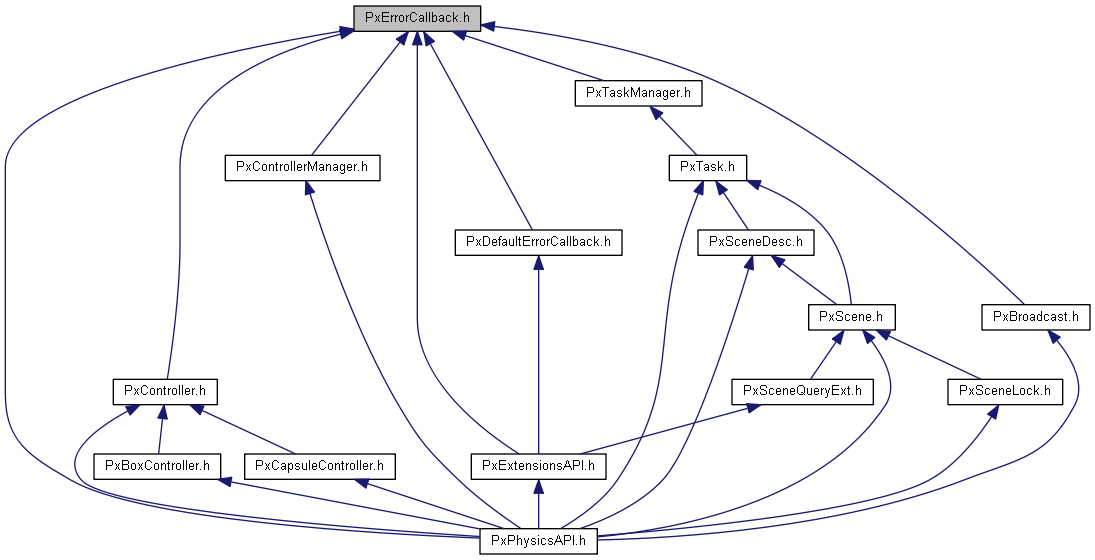 PxErrorCallback.h
PxTaskManager.h
PxControllerManager.h
PxTask.h
PxDefaultErrorCallback.h
PxSceneDesc.h
PxScene.h
PxBroadcast.h
PxController.h
PxSceneQueryExt.h
PxSceneLock.h
PxBoxController.h
PxCapsuleController.h
PxExtensionsAPI.h
PxPhysicsAPI.h